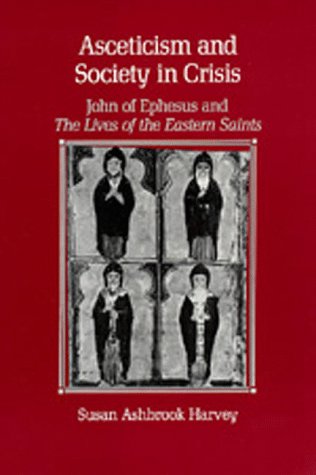 Asceticism and
Society in Crisis
John of Ephesus and
The Lives of the Eastern Saints
Susan Ashbrook Harvey